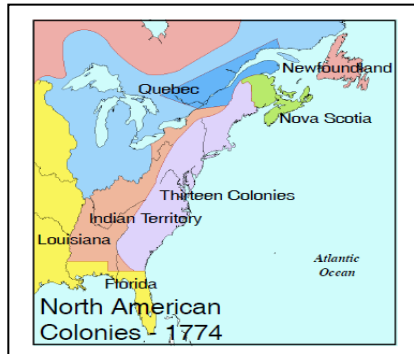 Newfoundland
Quebec
Nova Scotia
Thirteen Colonies
Indian Territory
Louisiana
Atlantic
Ocean
Florida
North American
Colonies - 1774